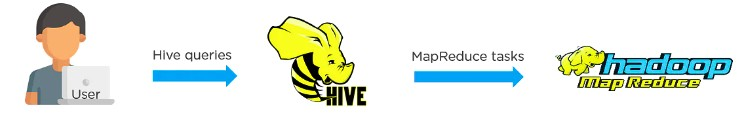 User
Hive queries
HIVE
MapReduce tasks
hadoop
Map Reduce